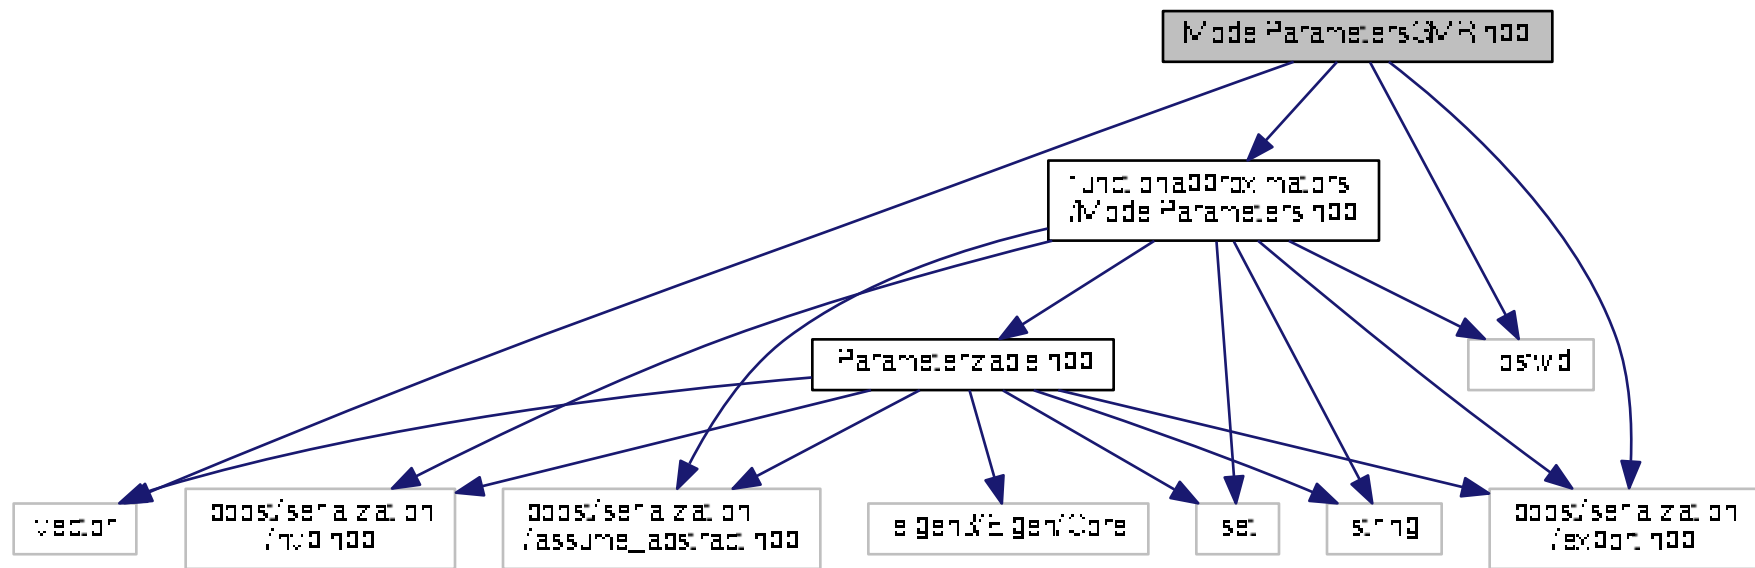 ModelParametersGMR.hpp
functionapproximators
/ModelParameters.hpp
Parameterizable.hpp
iosfwd
vector
boost/serialization
/nvp.hpp
boost/serialization
/assume_abstract.hpp
eigen3/Eigen/Core
set
string
boost/serialization
/export.hpp